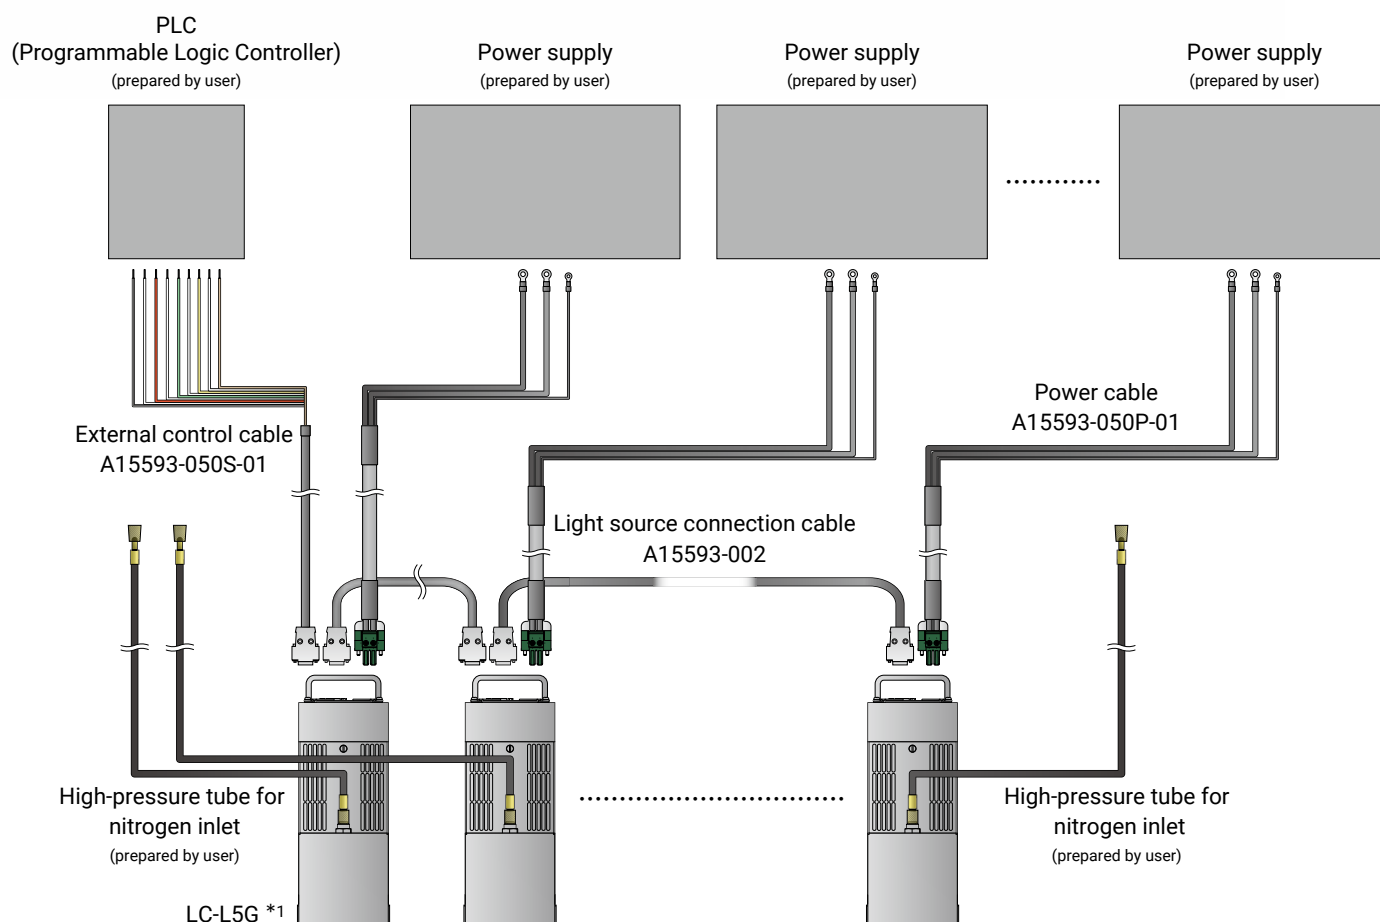 PLC
(Programmable Logic Controller)
(prepared by user)
Power supply
(prepared by user)
Power supply
(prepared by user)
Power supply
(prepared by user)
External control cable
A15593-050S-01
Power cable
A15593-050P-01
Light source connection cable
A15593-002
High-pressure tube for
nitrogen inlet
(prepared by user)
High-pressure tube for
nitrogen inlet
(prepared by user)
LC-L5G *1